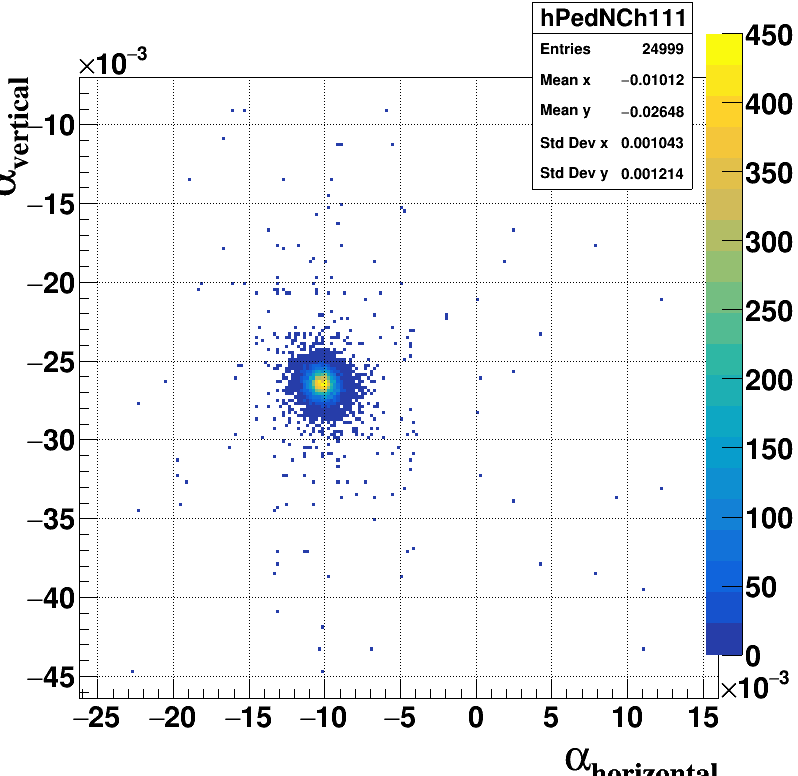 hPedNCh111
Entries 24999
Mean x −0.01012
Mean y −0.02648
Std Dev x 0.001043
Std Dev y 0.001214
×10−3
αvertical
−10
−15
−20
−25
−30
−35
−40
−45
450
400
350
300
250
200
150
100
50
0
−25 −20 −15 −10 −5 0 5 10 15
×10−3
αhorizontal